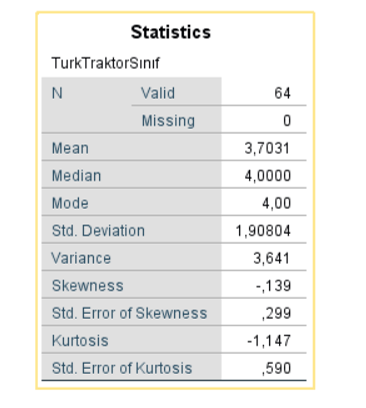 Statistics
TurkTraktorSınıf
N Valid 64
Missing 0
Mean 3,7031
Median 4,0000
Mode 4,00
Std. Deviation 1,90804
Variance 3,641
Skewness -,139
Std. Error of Skewness ,299
Kurtosis -1,147
Std. Error of Kurtosis ,590